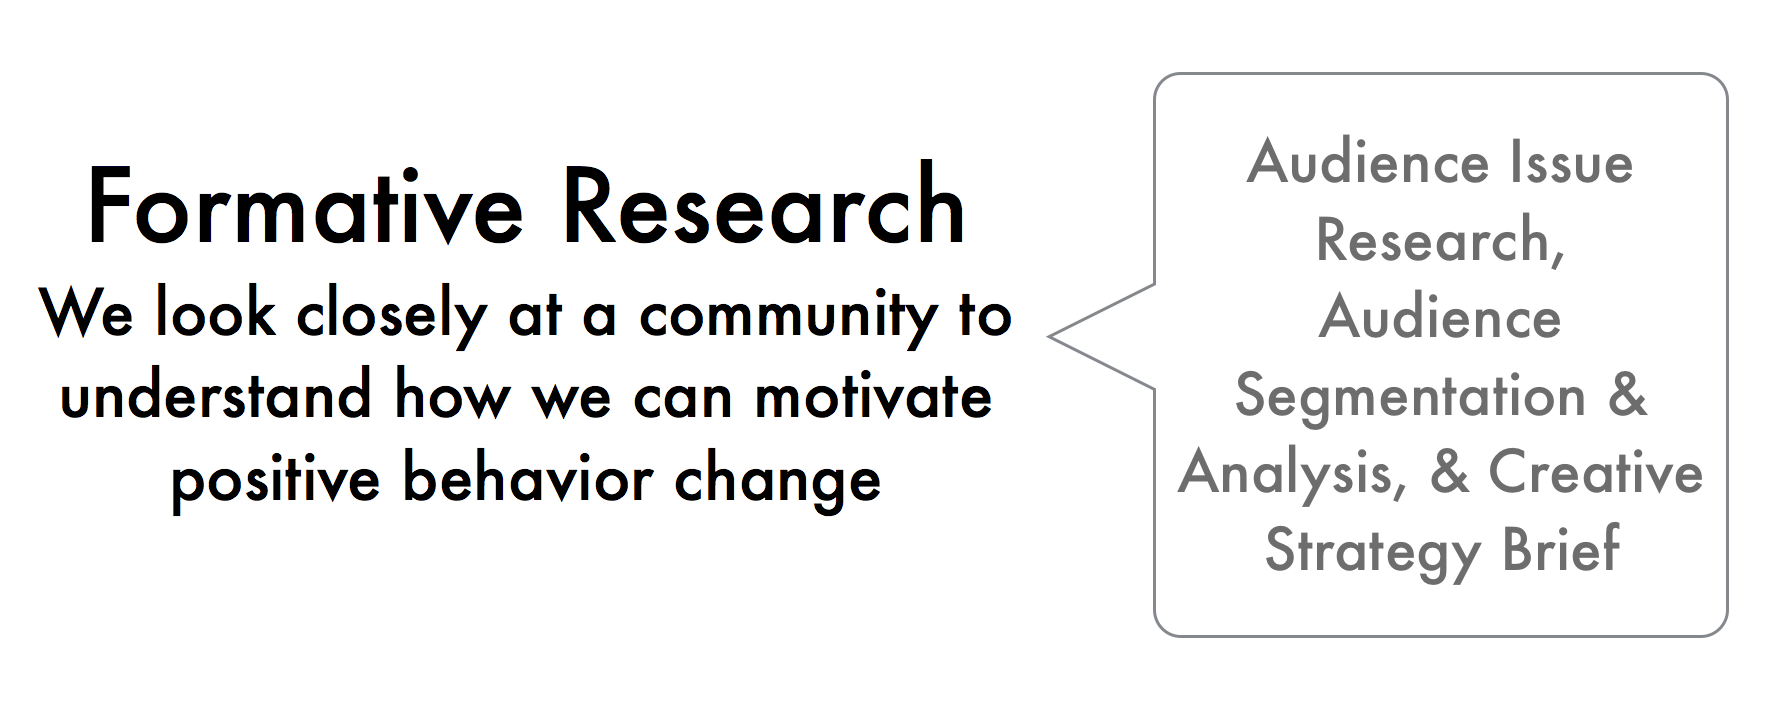 Formative Research
We look closely at a community to
understand how we can motivate
positive behavior change
Audience Issue
Research,
Audience
Segmentation &
Analysis, & Creative
Strategy Brief